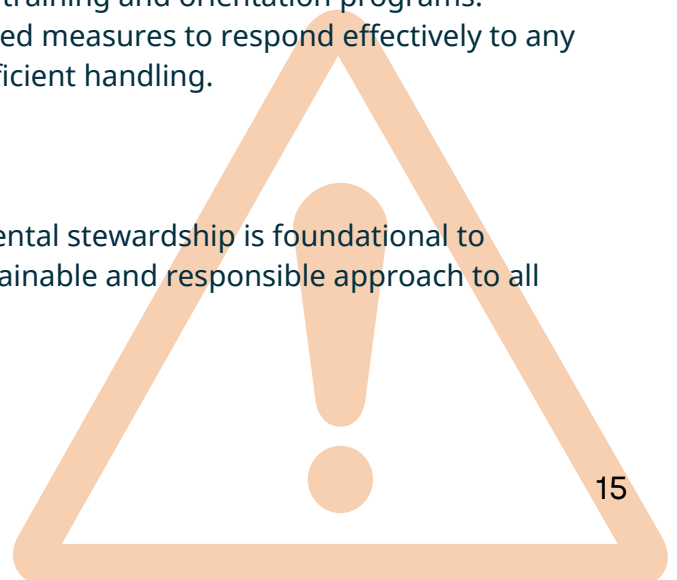 training and orientation programs.
ed measures to respond effectively to any
ficient handling.
ental stewardship is foundational to
ainable and responsible approach to all
15